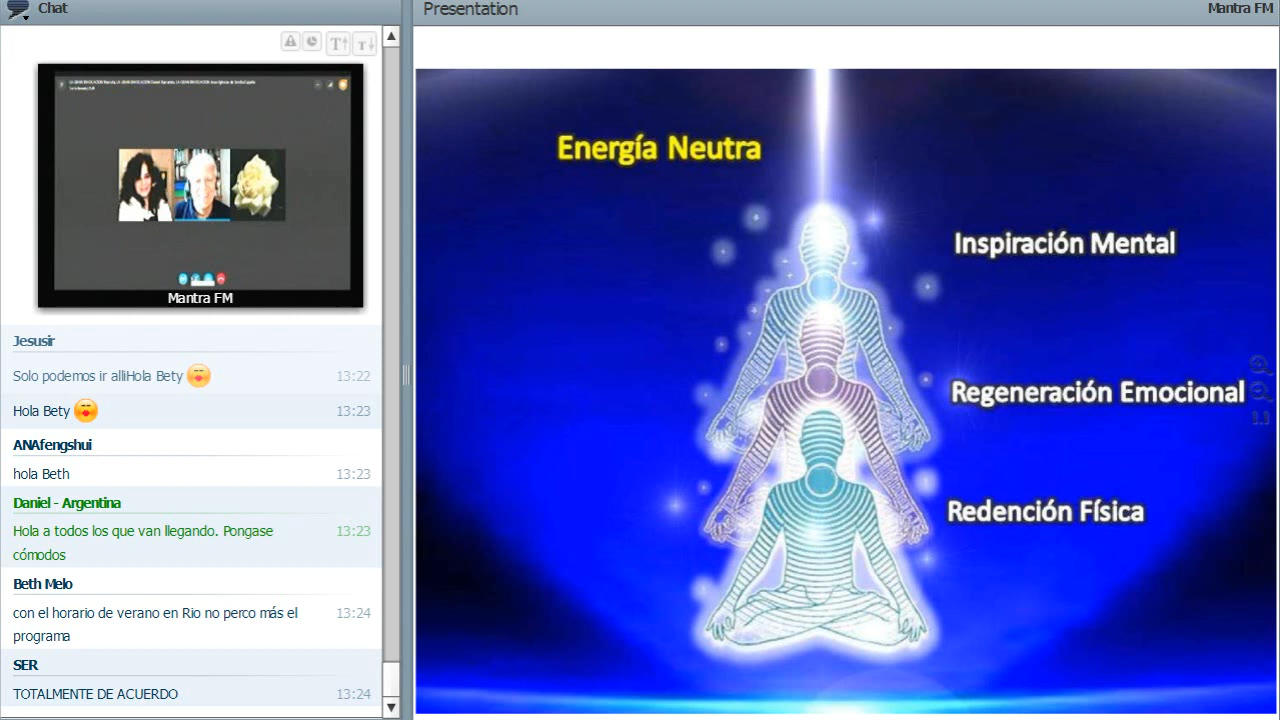 Chat
Mantra FM
Jesusir
Solo podemos ir alliHola Bety
13:22
Hola Bety
13:23
ANAfengshui
hola Beth
13:23
Daniel - Argentina
Hola a todos los que van llegando. Pongase
13:23
cómodos
Beth Melo
con el horario de verano en Rio no perco más el
13:24
programa
SER
TOTALMENTE DE ACUERDO
13:24
Presentation
Mantra FM
Energía Neutra
Inspiración Mental
Regeneración Emocional
Redención Física